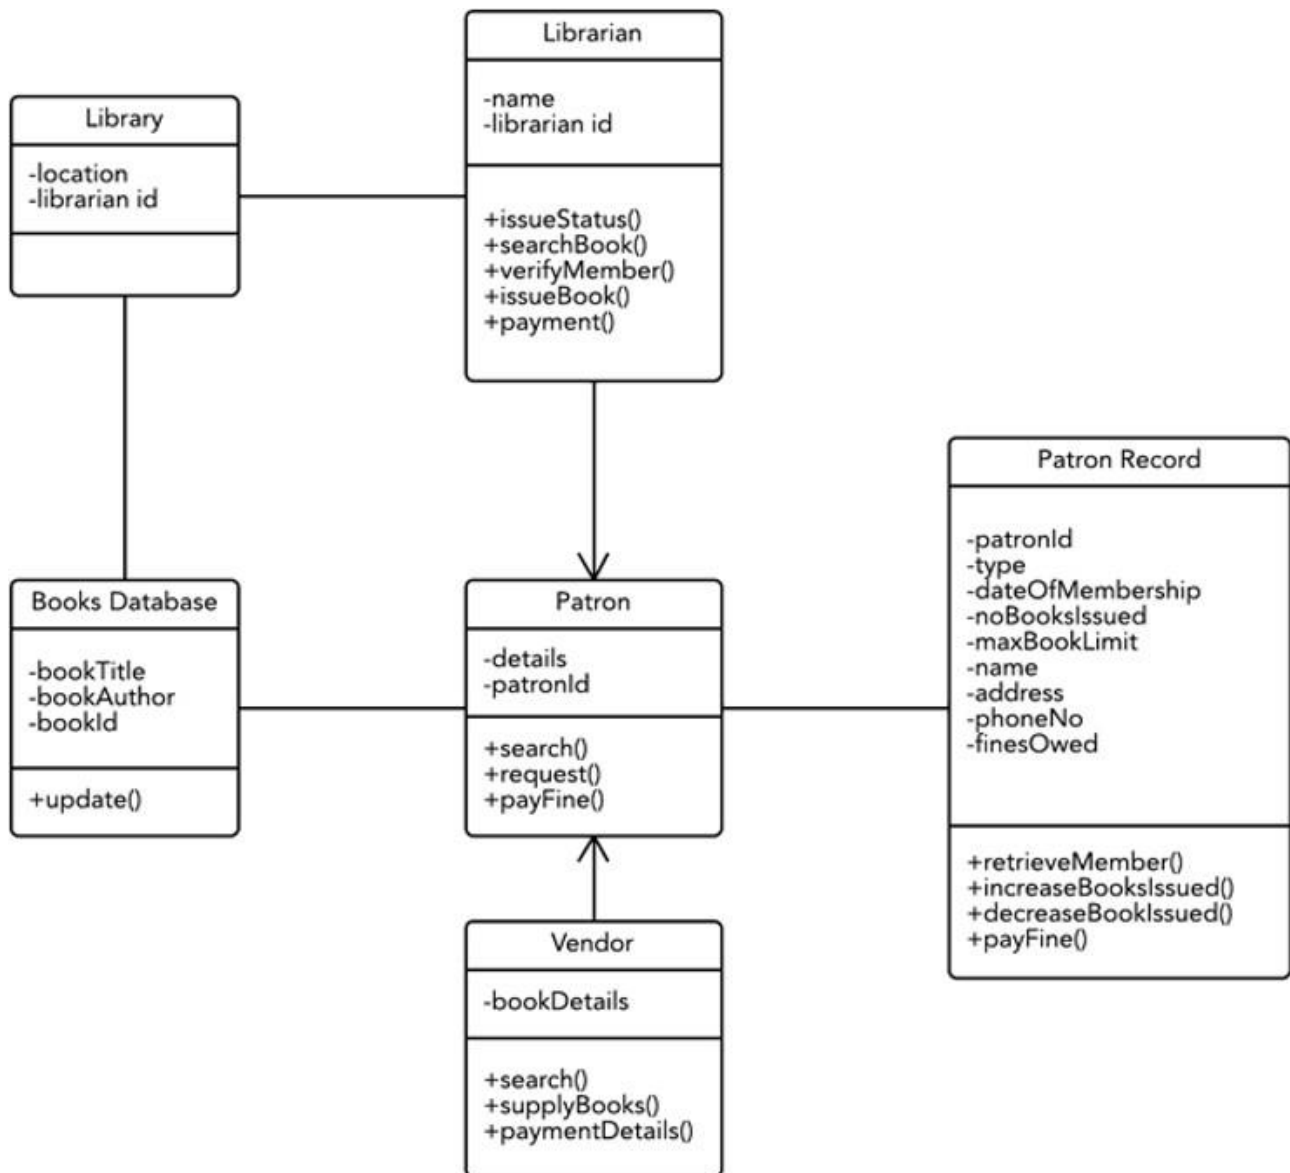 Librarian
-name
-librarian id
+issueStatus()
+searchBook()
+verifyMember()
+issueBook()
+payment()
Library
-location
-librarian id
Patron Record
-patronId
-type
-dateOfMembership
-noBooksIssued
-maxBookLimit
-name
-address
-phoneNo
-finesOwed
+retrieveMember()
+increaseBooksIssued()
+decreaseBookIssued()
+payFine()
Books Database
-bookTitle
-bookAuthor
-bookId
+update()
Patron
-details
-patronId
+search()
+request()
+payFine()
Vendor
-bookDetails
+search()
+supplyBooks()
+paymentDetails()